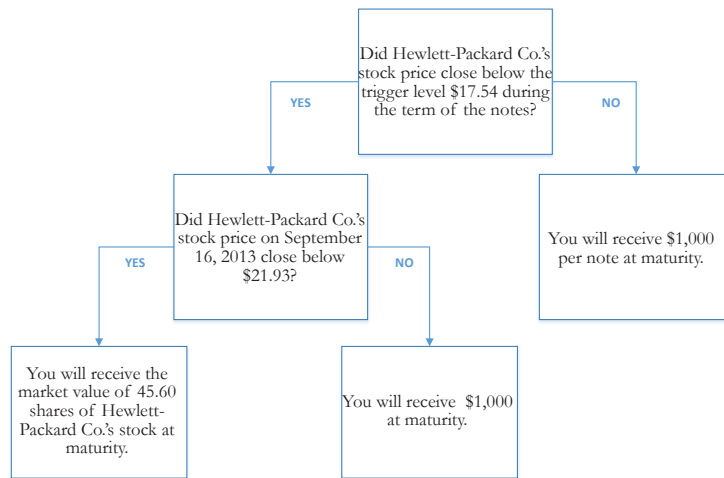 Did Hewlett-Packard Co.'s
stock price close below the
trigger level $17.54 during
the term of the notes?
YES
NO
Did Hewlett-Packard Co.'s
stock price on September
16, 2013 close below
$21.93?
You will receive $1,000
per note at maturity.
YES
NO
You will receive the
market value of 45.60
shares of Hewlett-
Packard Co.'s stock at
maturity.
You will receive $1,000
at maturity.